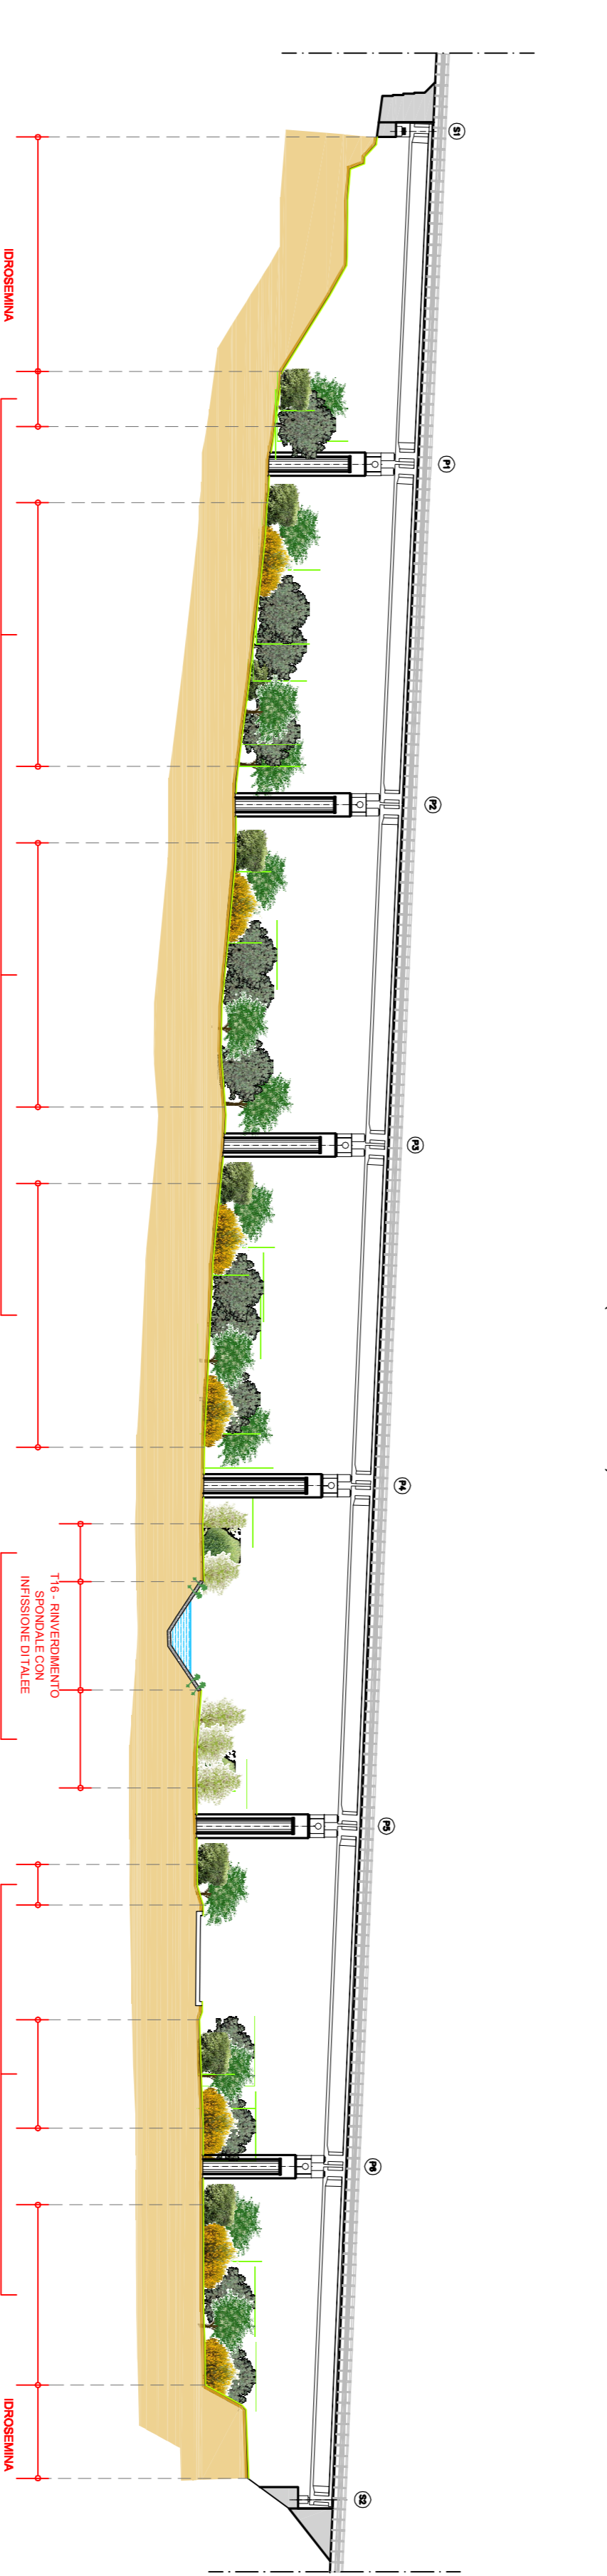 S1
P1
P2
P3
P4
P5
P6
S2
IDROSEMINA
T16 - RINVERDIMENTO
SPONDALE CON
INFISSIONE DI TALEE
IDROSEMINA